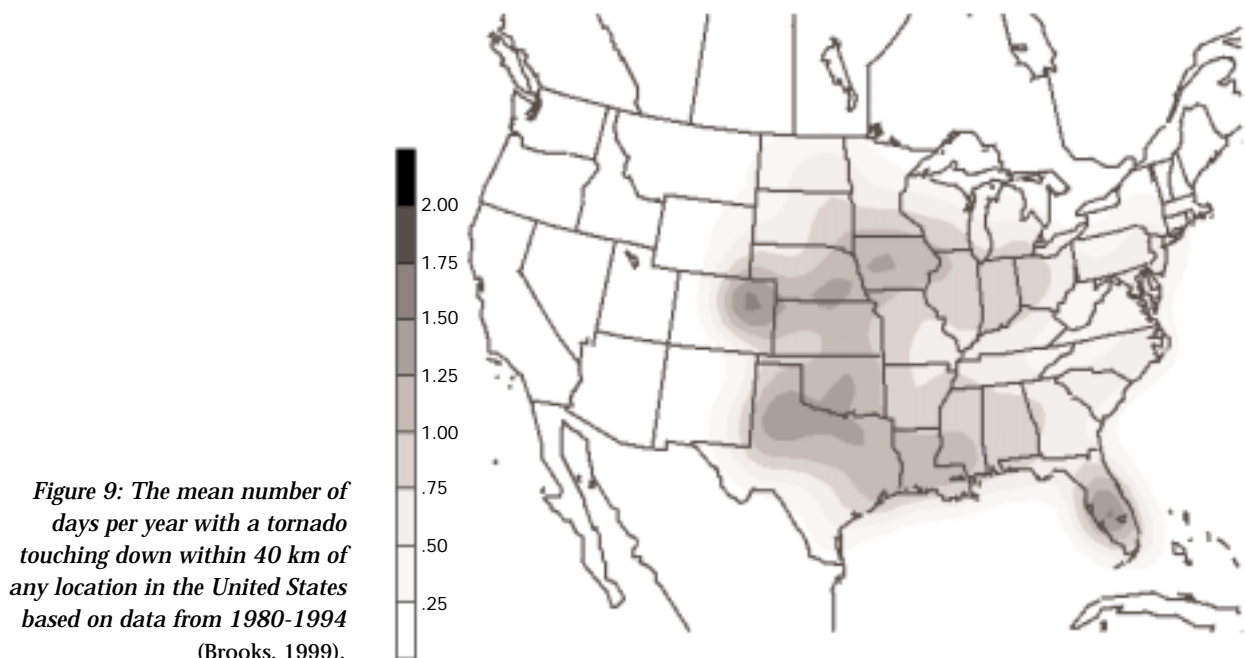 2.00
1.75
1.50
1.25
1.00
.75
.50
.25
Figure 9: The mean number of
days per year with a tornado
touching down within 40 km of
any location in the United States
based on data from 1980-1994
(Brooks, 1999).